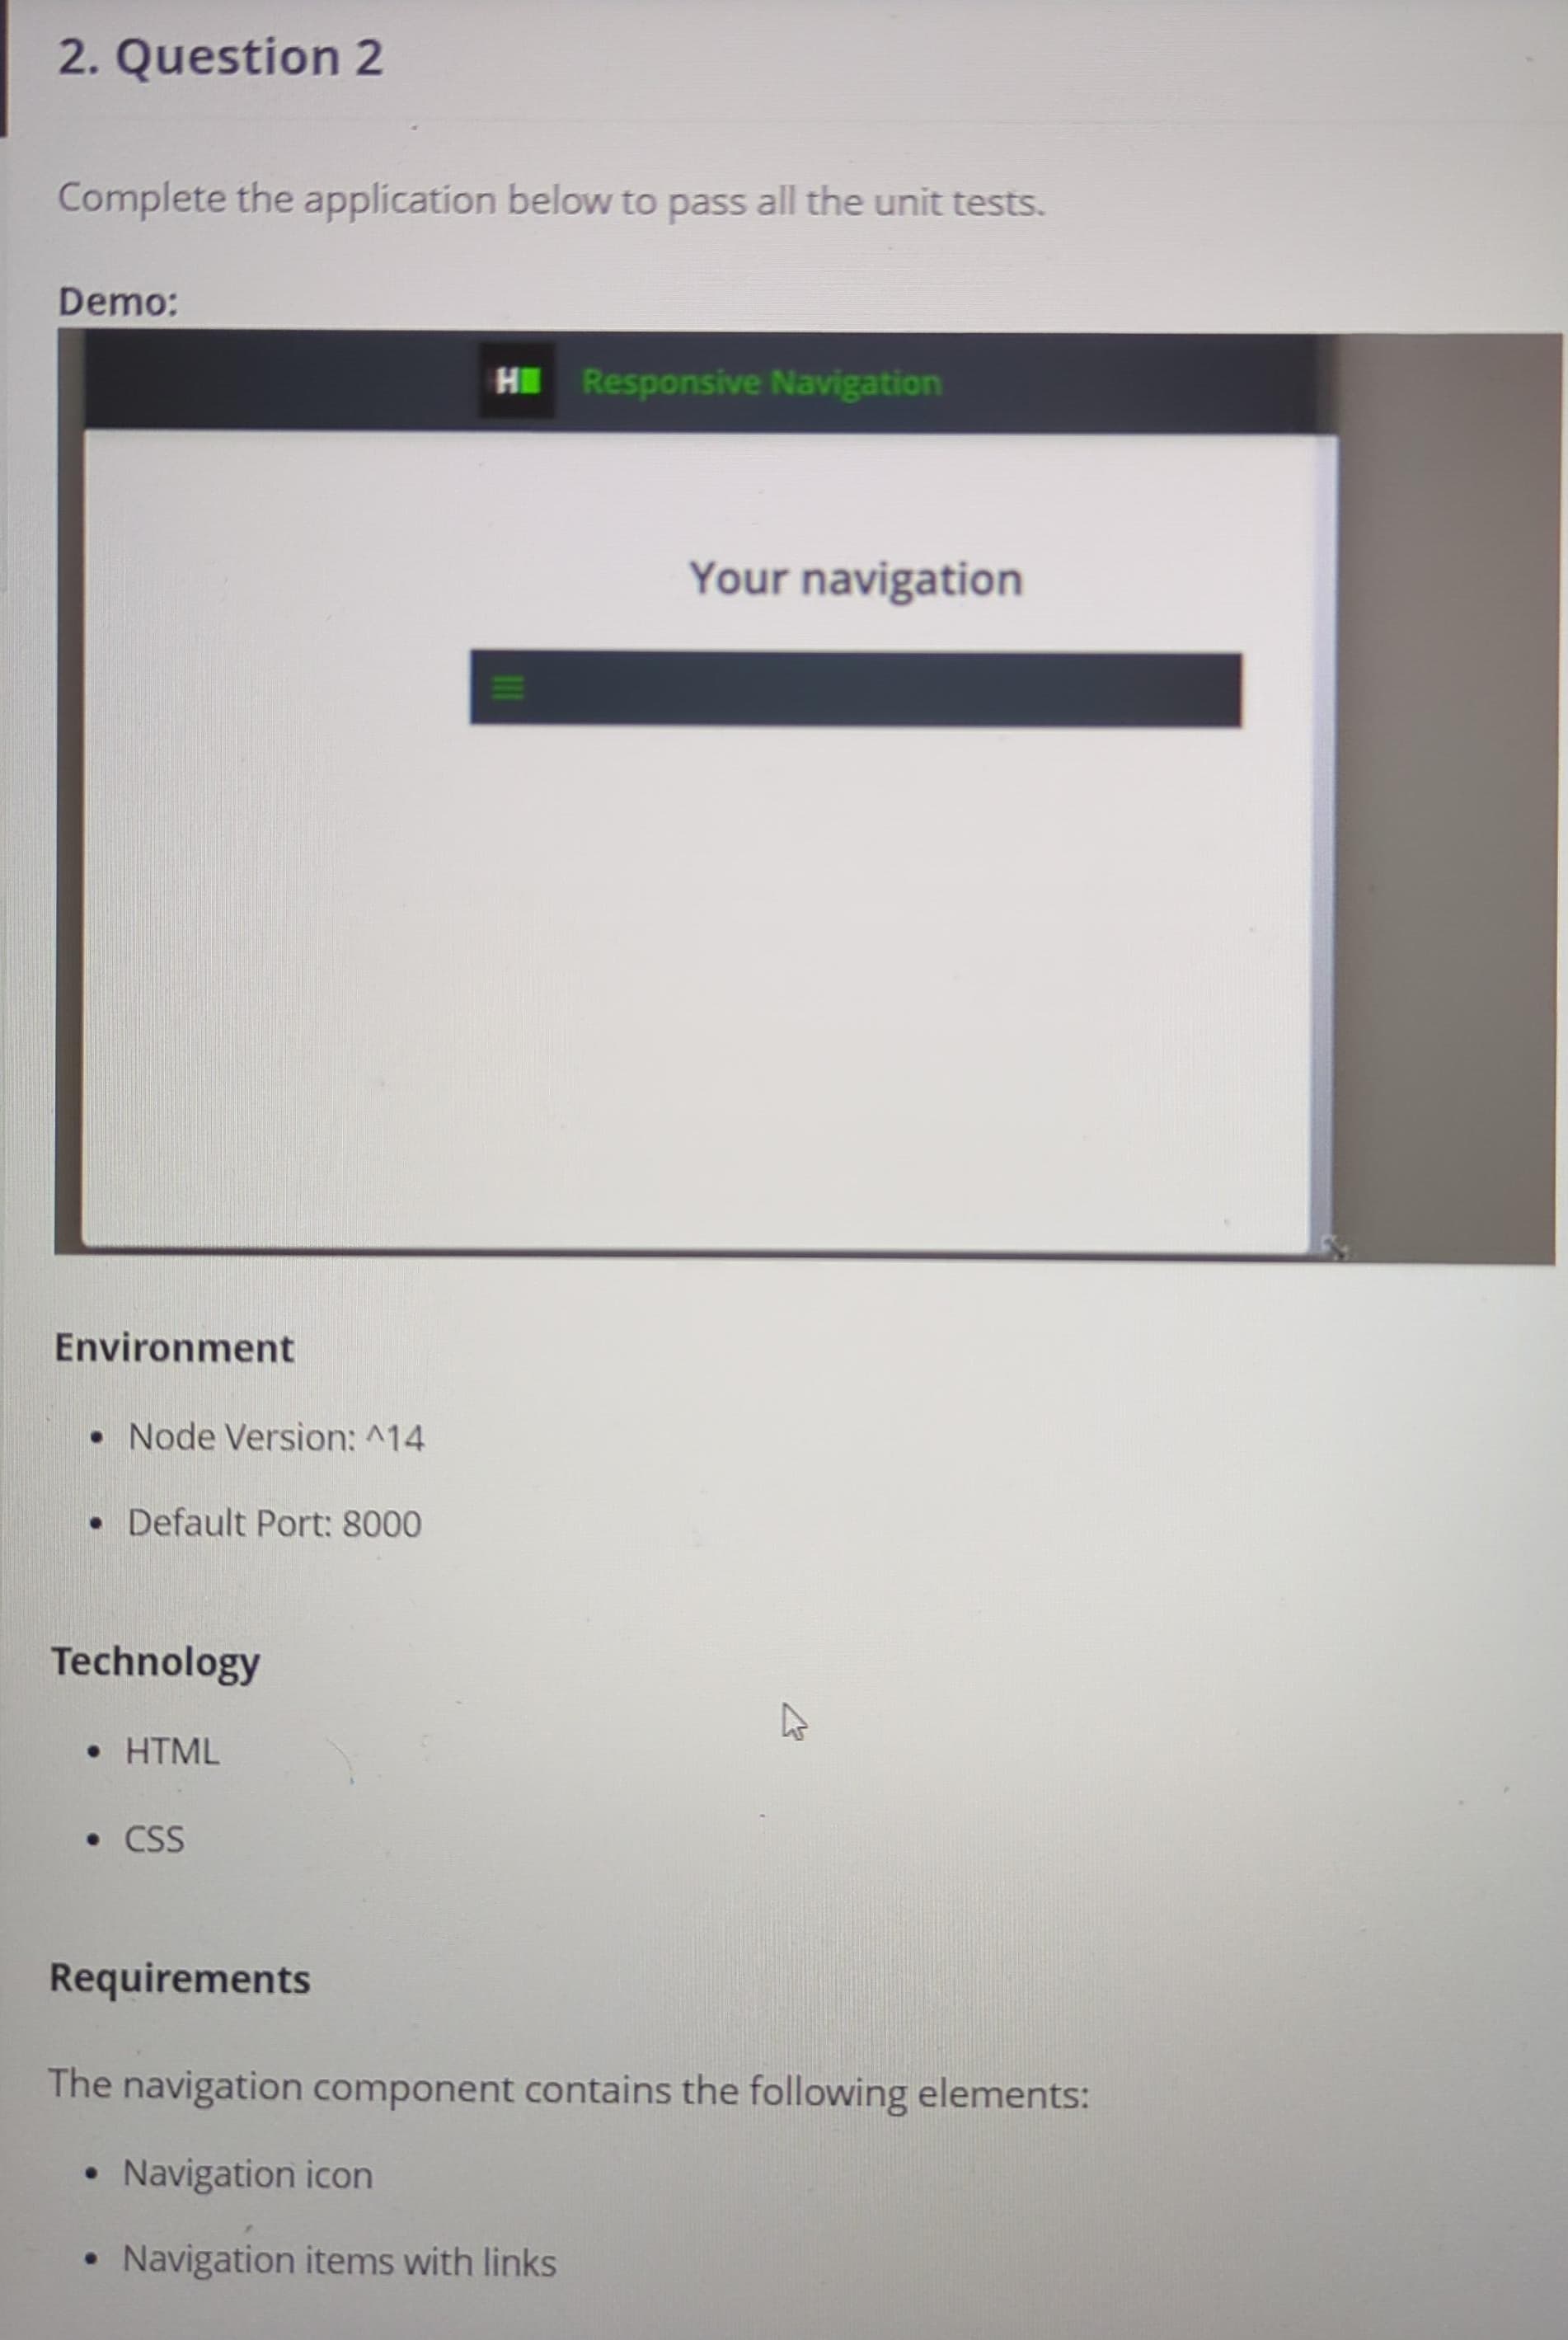 2. Question 2
Complete the application below to pass all the unit tests.
Demo:
H
Responsive Navigation
Your navigation
Environment
• Node Version: ^14
• Default Port: 8000
Technology
• HTML
• CSS
Requirements
The navigation component contains the following elements:
• Navigation icon
• Navigation items with links